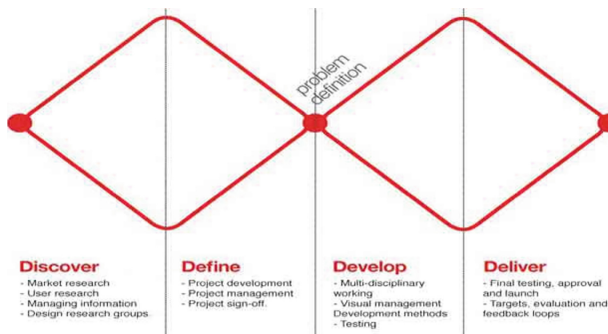 problem
definition
Discover
- Market research
- User research
- Managing information
- Design research groups.
Define
- Project development
- Project management
- Project sign-off.
Develop
- Multi-disciplinary
working
- Visual management
Development methods
- Testing
Deliver
- Final testing, approval
and launch
- Targets, evaluation and
feedback loops